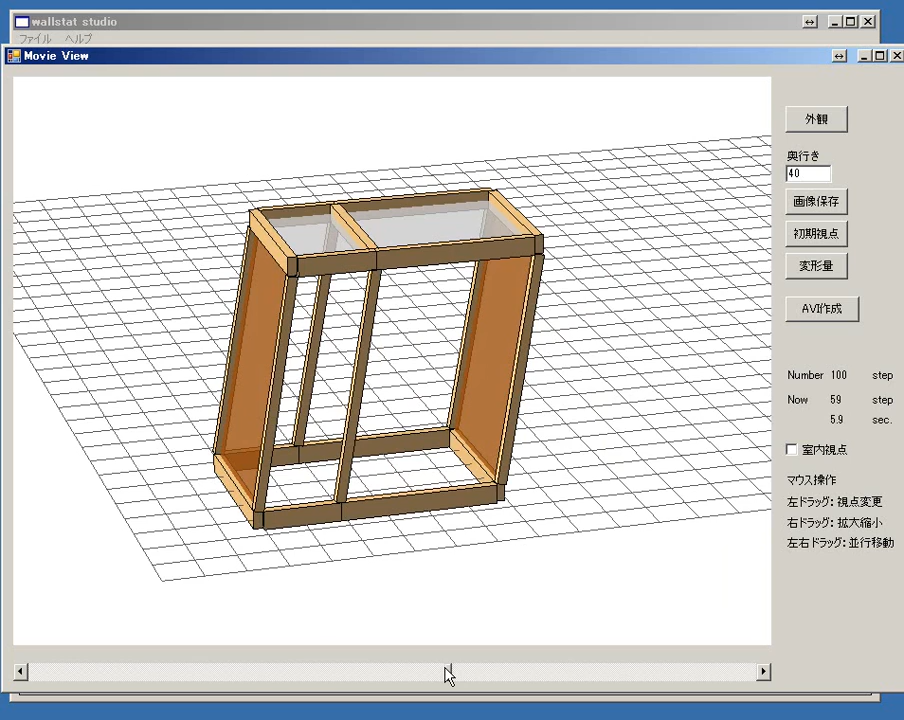 wallstat studio
ファイル ヘルプ
Movie View
外観
奥行き
40
画像保存
初期視点
変形量
AVI作成
Number 100 step
Now 59 step
5.9 sec.
室内視点
マウス操作
左ドラッグ: 視点変更
右ドラッグ: 拡大縮小
左右ドラッグ: 並行移動